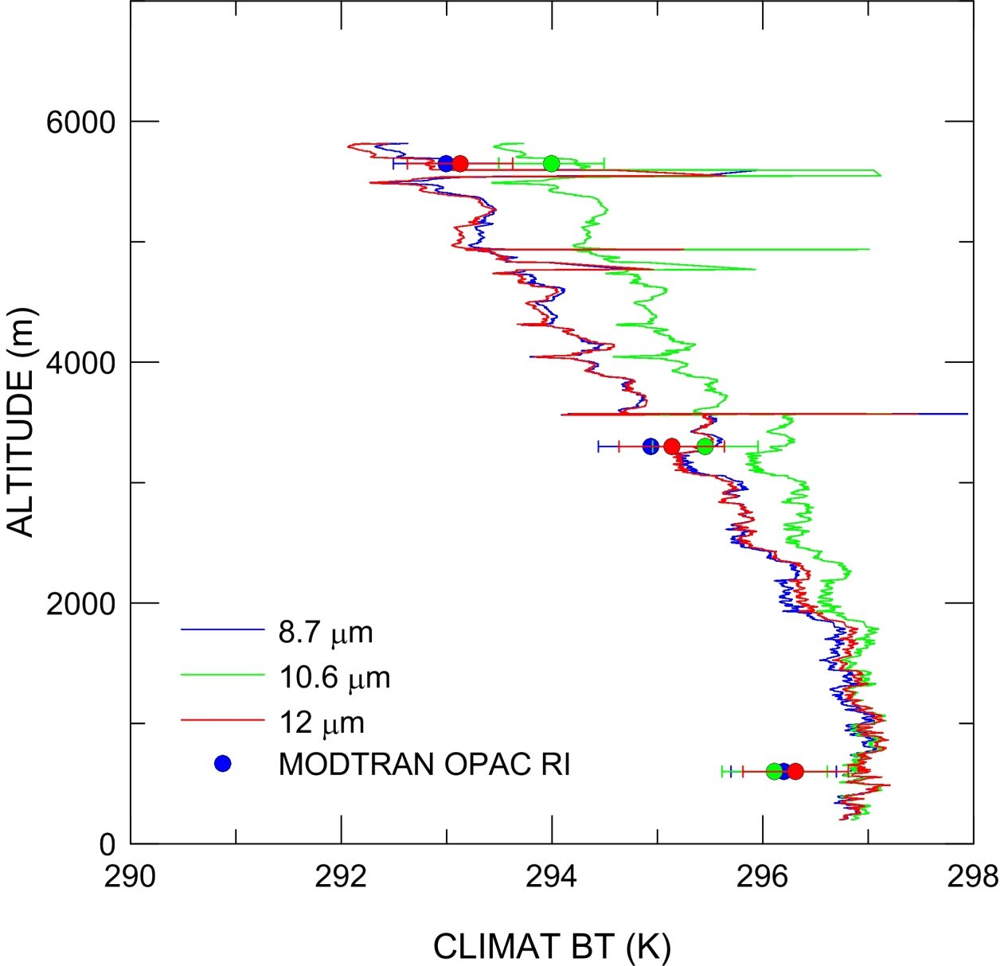 6000
4000
2000
0
ALTITUDE (m)
8.7 μm
10.6 μm
12 μm
MODTRAN OPAC RI
290 292 294 296 298
CLIMAT BT (K)